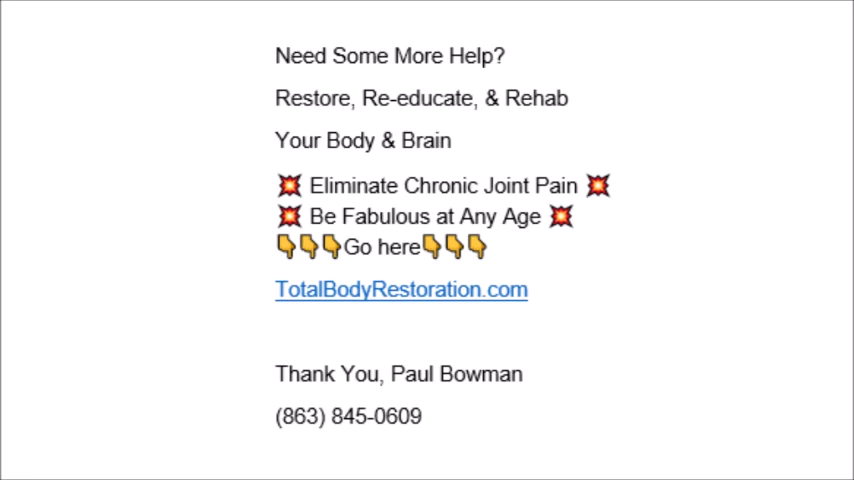 Need Some More Help?
Restore, Re-educate, & Rehab
Your Body & Brain
💥 Eliminate Chronic Joint Pain 💥
💥 Be Fabulous at Any Age 💥
👇👇👇Go here👇👇👇
TotalBodyRestoration.com
Thank You, Paul Bowman
(863) 845-0609